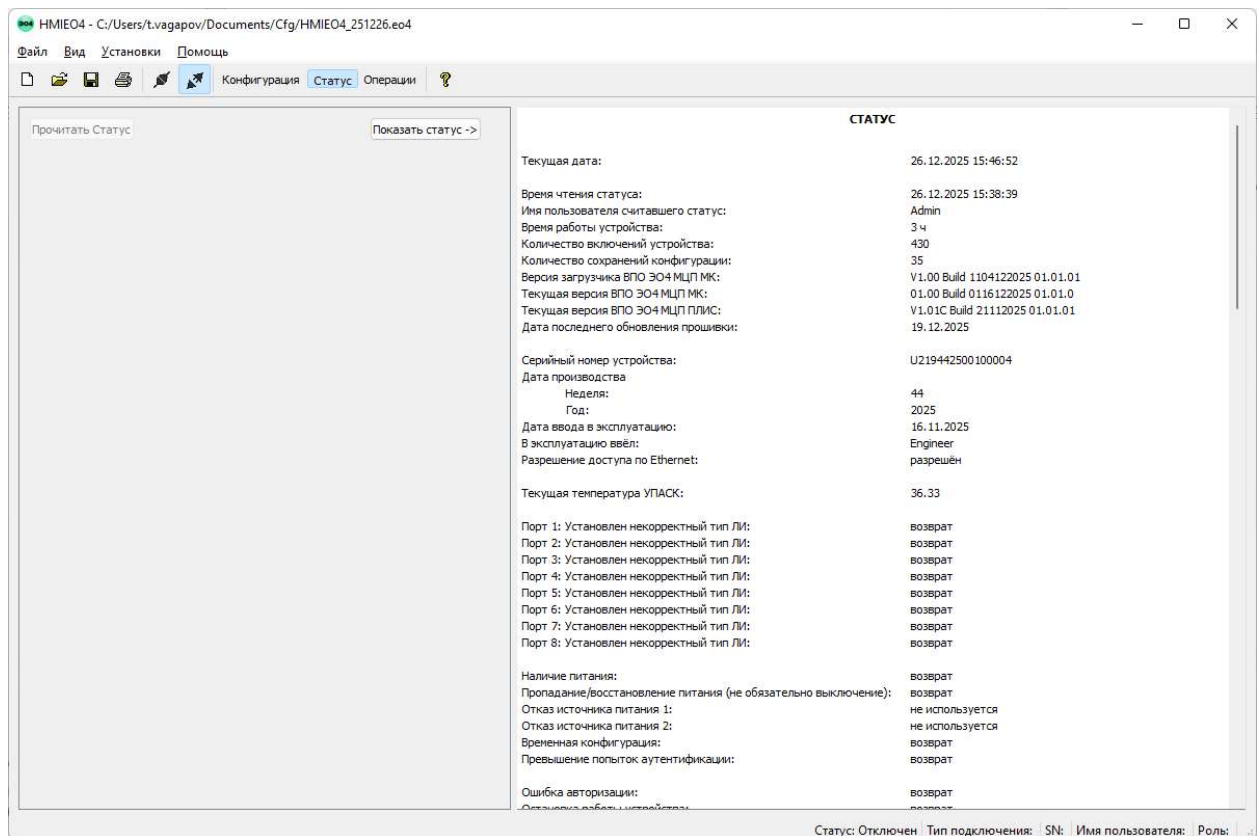 HMIEO4 - C:/Users/t.vagapov/Documents/Cfg/HMIEO4_251226.eo4
Файл Вид Установки Помощь
Конфигурация Статус Операции
Прочитать Статус Показать статус ->
СТАТУС
Текущая дата: 26.12.2025 15:46:52
Время чтения статуса: 26.12.2025 15:38:39
Имя пользователя считавшего статус: Admin
Время работы устройства: 3 ч
Количество включений устройства: 430
Количество сохранений конфигурации: 35
Версия загрузчика ВПО ЭО4 МЦП МК: V1.00 Build 1104122025 01.01.01
Текущая версия ВПО ЭО4 МЦП МК: 01.00 Build 0116122025 01.01.0
Текущая версия ВПО ЭО4 МЦП ПЛИС: V1.01C Build 21112025 01.01.01
Дата последнего обновления прошивки: 19.12.2025
Серийный номер устройства: U219442500100004
Дата производства
Неделя: 44
Год: 2025
Дата ввода в эксплуатацию: 16.11.2025
В эксплуатацию ввёл: Engineer
Разрешение доступа по Ethernet: разрешён
Текущая температура УПАСК: 36.33
Порт 1: Установлен некорректный тип ЛИ: возврат
Порт 2: Установлен некорректный тип ЛИ: возврат
Порт 3: Установлен некорректный тип ЛИ: возврат
Порт 4: Установлен некорректный тип ЛИ: возврат
Порт 5: Установлен некорректный тип ЛИ: возврат
Порт 6: Установлен некорректный тип ЛИ: возврат
Порт 7: Установлен некорректный тип ЛИ: возврат
Порт 8: Установлен некорректный тип ЛИ: возврат
Наличие питания: возврат
Пропадание/восстановление питания (не обязательно выключение): возврат
Отказ источника питания 1: не используется
Отказ источника питания 2: не используется
Временная конфигурация: возврат
Превышение попыток аутентификации: возврат
Ошибка авторизации: возврат
Остановка работы устройства: возврат
Статус: Отключен Тип подключения: SN: Имя пользователя: Роль: